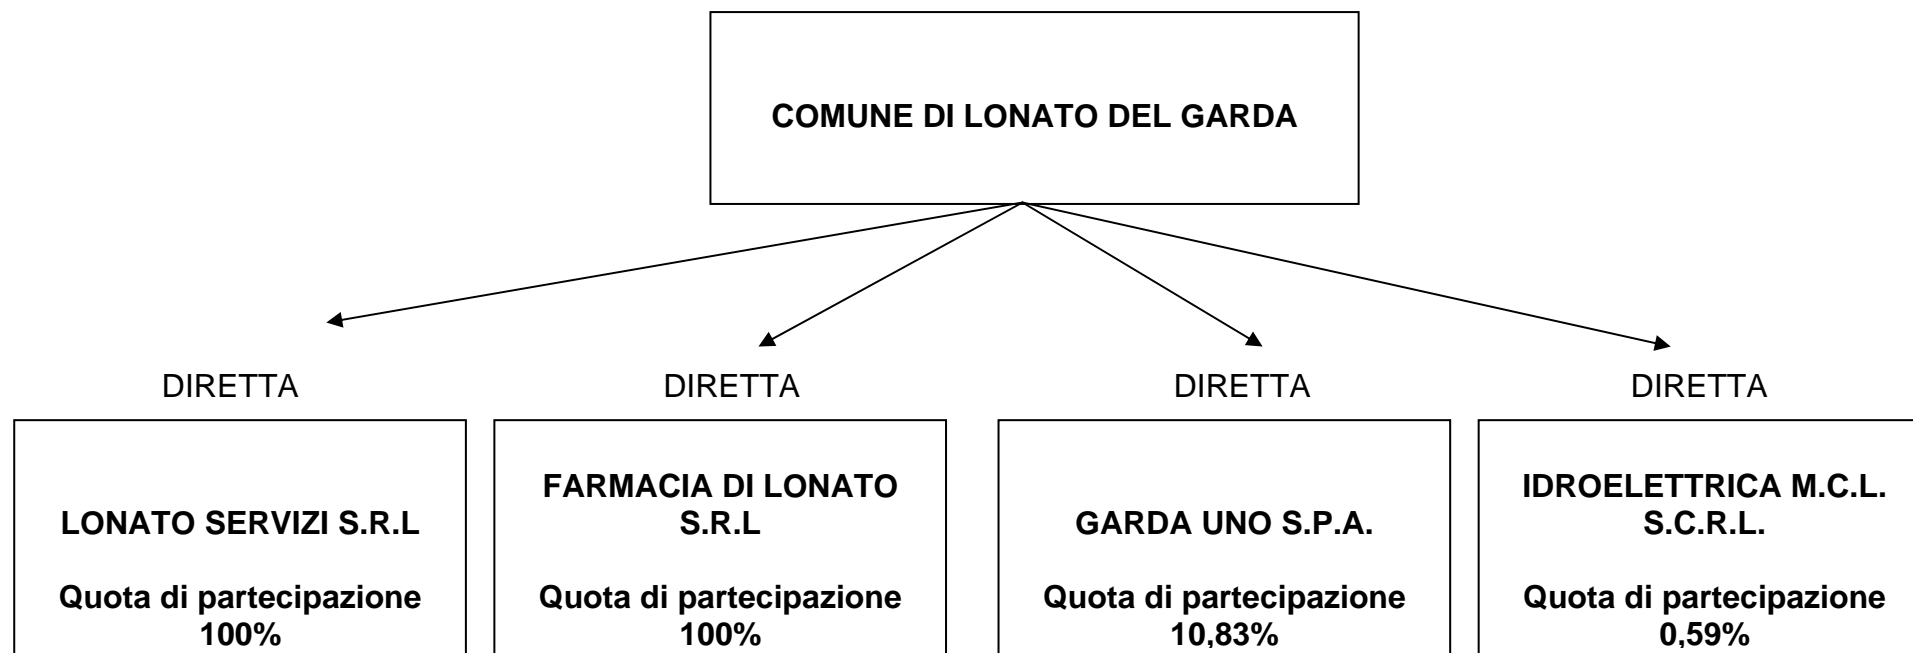 COMUNE DI LONATO DEL GARDA
DIRETTA
DIRETTA
DIRETTA
DIRETTA
LONATO SERVIZI S.R.L
Quota di partecipazione
100%
FARMACIA DI LONATO
S.R.L
Quota di partecipazione
100%
GARDA UNO S.P.A.
Quota di partecipazione
10,83%
IDROELETTRICA M.C.L.
S.C.R.L.
Quota di partecipazione
0,59%